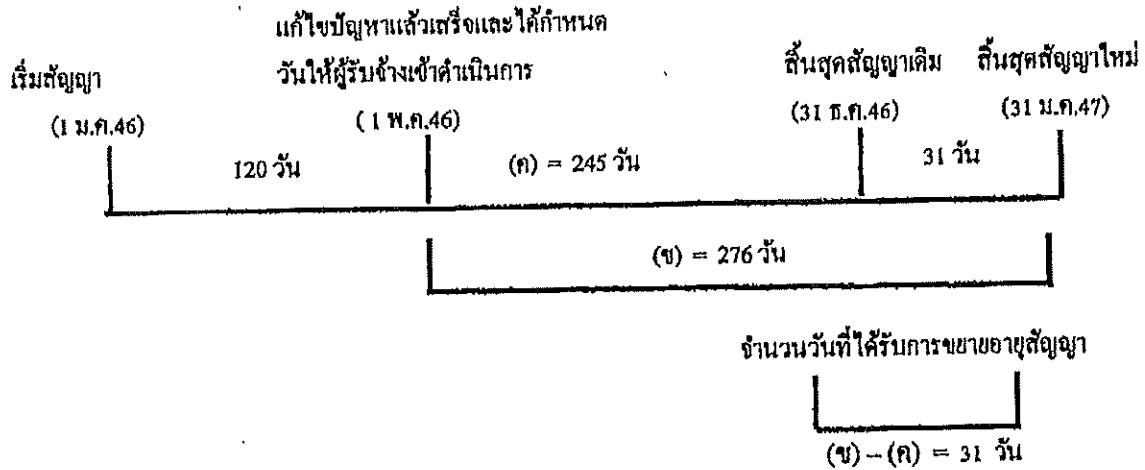 แก้ไขปัญหาแล้วเสร็จและได้กำหนด
วันให้ผู้รับจ้างเข้าดำเนินการ
เริ่มสัญญา
สิ้นสุดสัญญาเดิม
สิ้นสุดสัญญาใหม่
(1 ม.ค.46)
(1 พ.ค.46)
(31 ธ.ค.46)
(31 ม.ค.47)
120 วัน
(ค) = 245 วัน
31 วัน
(ข) = 276 วัน
จำนวนวันที่ได้รับการขยายอายุสัญญา
(ข) – (ค) = 31 วัน